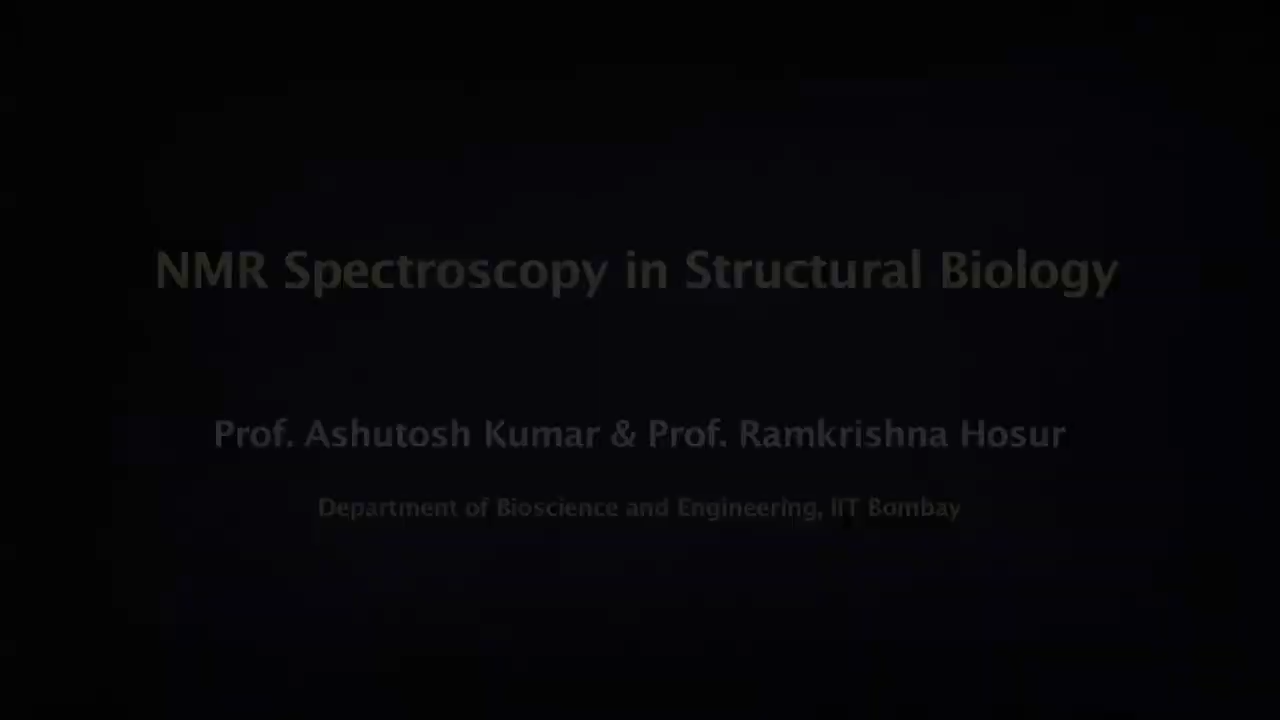 NMR Spectroscopy in Structural Biology
Prof. Ashutosh Kumar & Prof. Ramkrishna Hosur
Department of Bioscience and Engineering, IIT Bombay